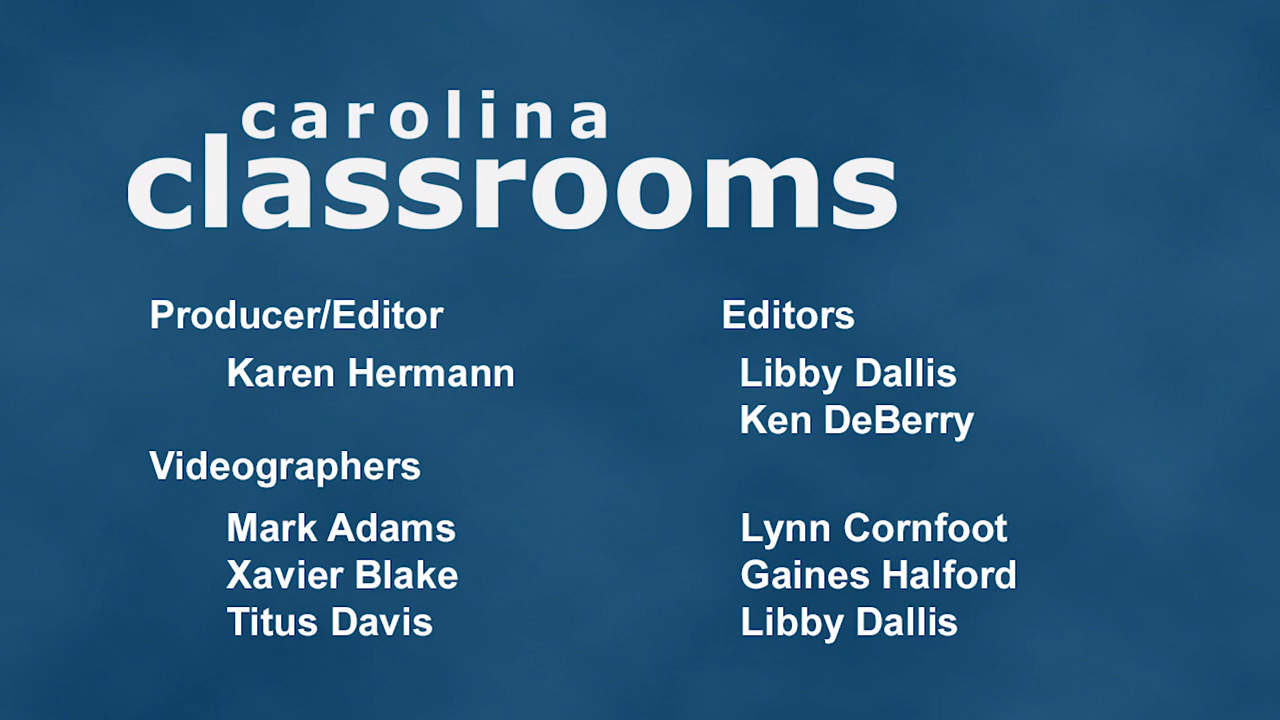 carolina
classrooms
Producer/Editor
Karen Hermann
Editors
Libby Dallis
Ken DeBerry
Videographers
Mark Adams
Xavier Blake
Titus Davis
Lynn Cornfoot
Gaines Halford
Libby Dallis